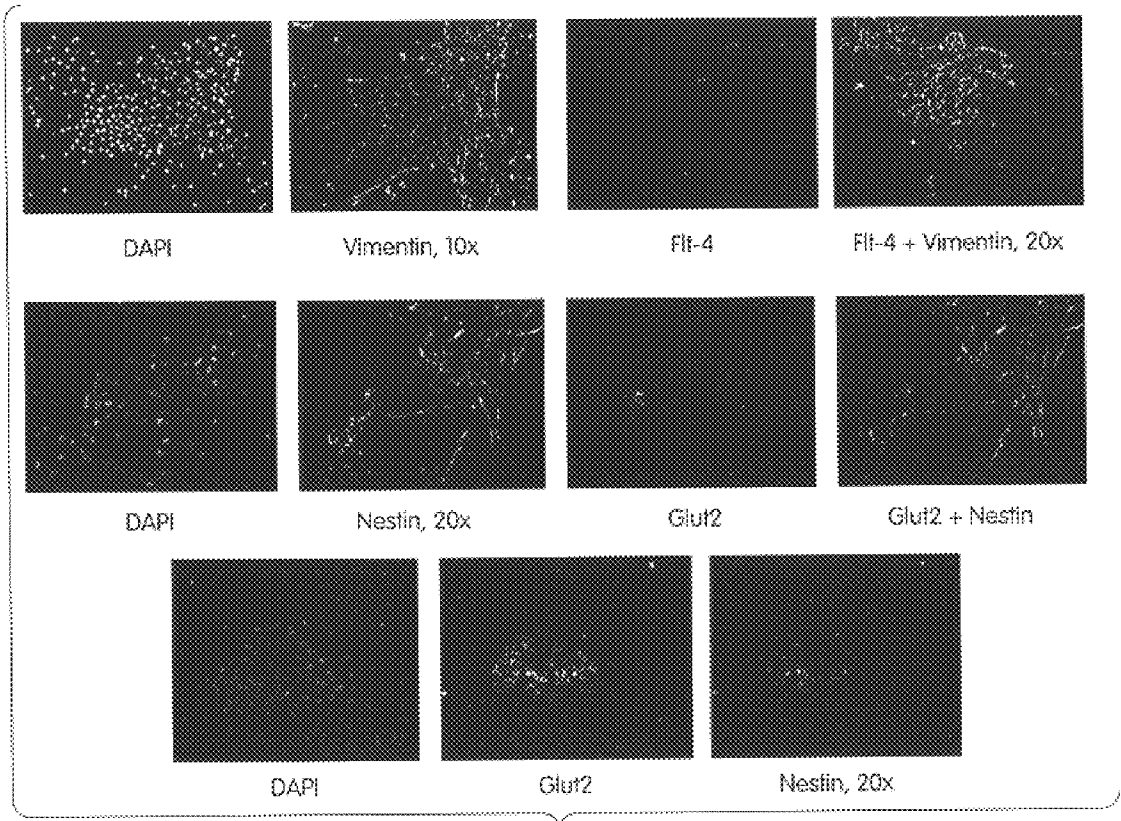 DAPI Vimentin, 10x Flt-4 Flt-4 + Vimentin, 20x
DAPI Nestin, 20x Glut2 Glut2 + Nestin
DAPI Glut2 Nestin, 20x